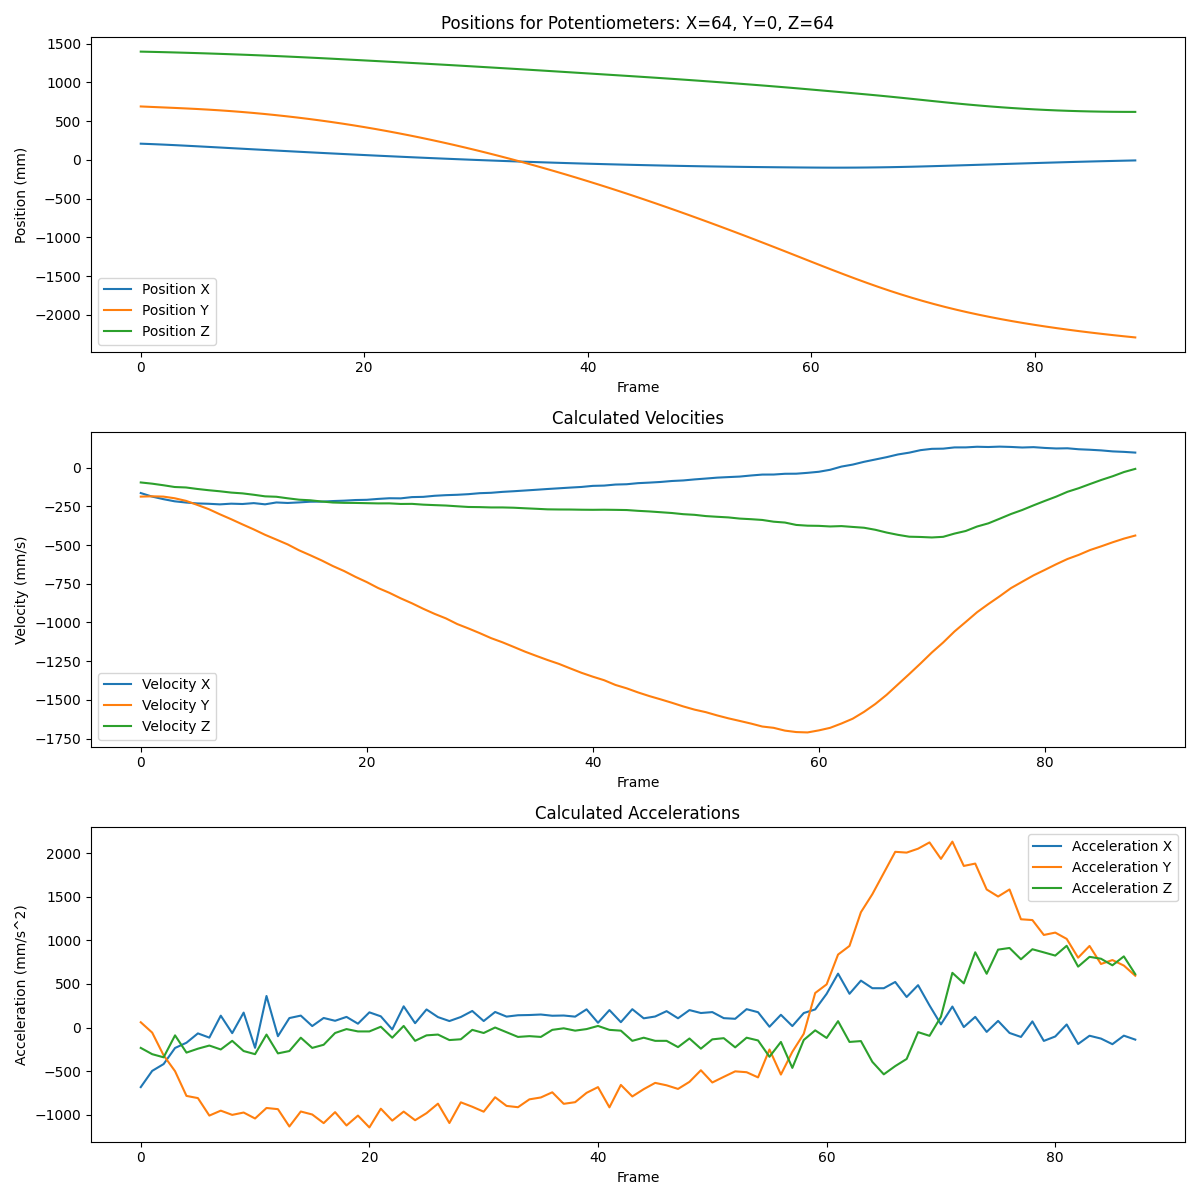 Positions for Potentiometers: X=64, Y=0, Z=64
1500
1000
500
0
−500
−1000
−1500
−2000
Position (mm)
Position X
Position Y
Position Z
0 20 40 60 80
Frame
Calculated Velocities
0
−250
−500
−750
−1000
−1250
−1500
−1750
Velocity (mm/s)
Velocity X
Velocity Y
Velocity Z
0 20 40 60 80
Frame
Calculated Accelerations
2000
1500
1000
500
0
−500
−1000
Acceleration (mm/s^2)
Acceleration X
Acceleration Y
Acceleration Z
0 20 40 60 80
Frame